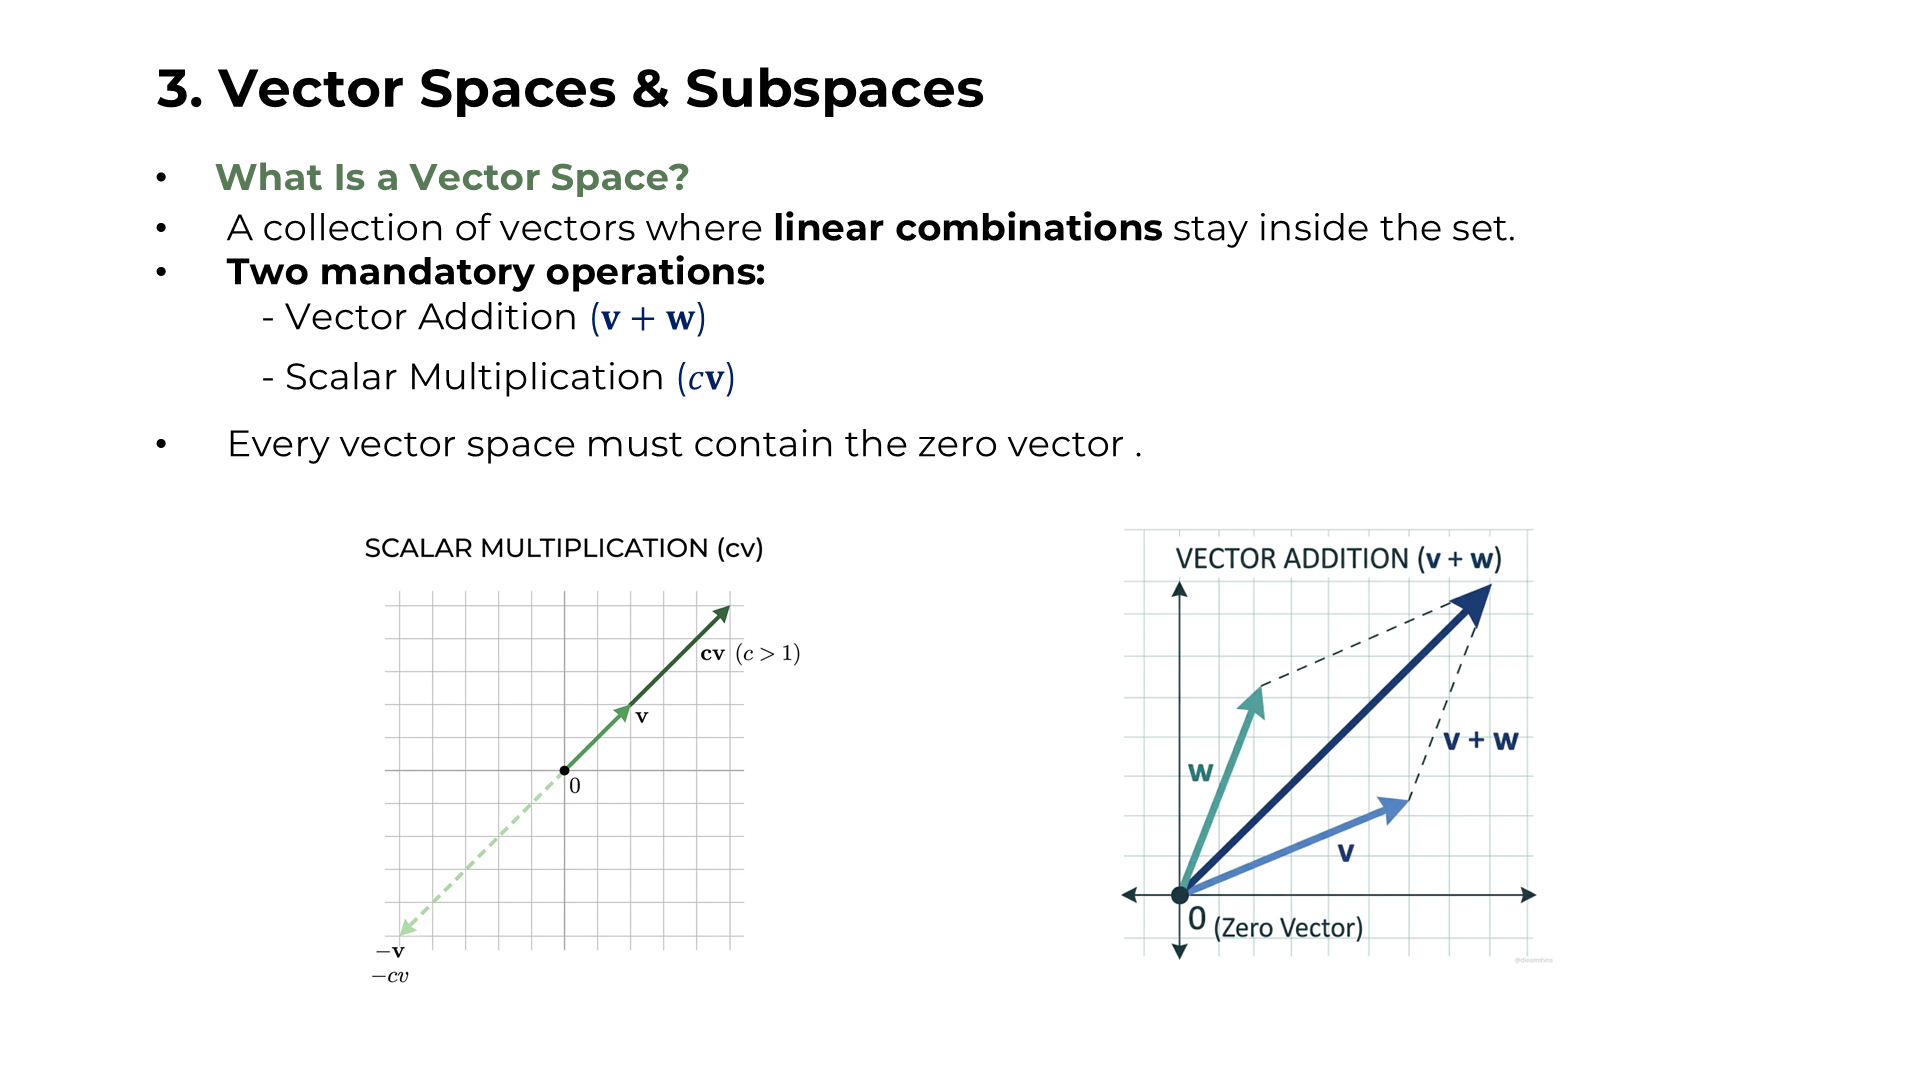 3. Vector Spaces & Subspaces
• What Is a Vector Space?
• A collection of vectors where linear combinations stay inside the set.
• Two mandatory operations:
- Vector Addition (v + w)
- Scalar Multiplication (cv)
• Every vector space must contain the zero vector .
SCALAR MULTIPLICATION (cv)
cv (c > 1)
v
0
−v
−cv
VECTOR ADDITION (v + w)
v + w
w
v
0 (Zero Vector)